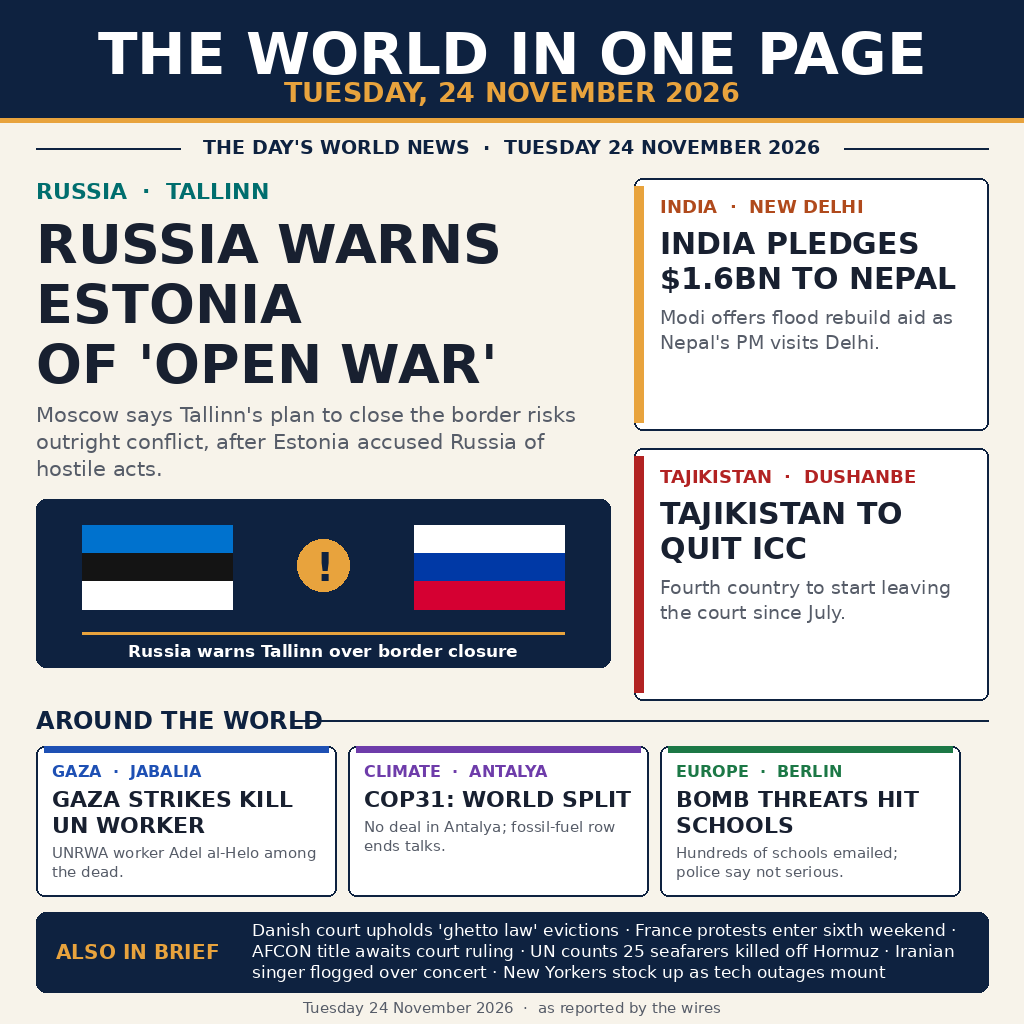 THE WORLD IN ONE PAGE
TUESDAY, 24 NOVEMBER 2026
THE DAY'S WORLD NEWS · TUESDAY 24 NOVEMBER 2026
RUSSIA · TALLINN
RUSSIA WARNS
ESTONIA
OF 'OPEN WAR'
Moscow says Tallinn's plan to close the border risks
outright conflict, after Estonia accused Russia of
hostile acts.
!
Russia warns Tallinn over border closure
INDIA · NEW DELHI
INDIA PLEDGES
$1.6BN TO NEPAL
Modi offers flood rebuild aid as
Nepal's PM visits Delhi.
TAJIKISTAN · DUSHANBE
TAJIKISTAN TO
QUIT ICC
Fourth country to start leaving
the court since July.
AROUND THE WORLD
GAZA · JABALIA
GAZA STRIKES KILL
UN WORKER
UNRWA worker Adel al-Helo among
the dead.
CLIMATE · ANTALYA
COP31: WORLD SPLIT
No deal in Antalya; fossil-fuel row
ends talks.
EUROPE · BERLIN
BOMB THREATS HIT
SCHOOLS
Hundreds of schools emailed;
police say not serious.
ALSO IN BRIEF
Danish court upholds 'ghetto law' evictions · France protests enter sixth weekend ·
AFCON title awaits court ruling · UN counts 25 seafarers killed off Hormuz · Iranian
singer flogged over concert · New Yorkers stock up as tech outages mount
Tuesday 24 November 2026 · as reported by the wires